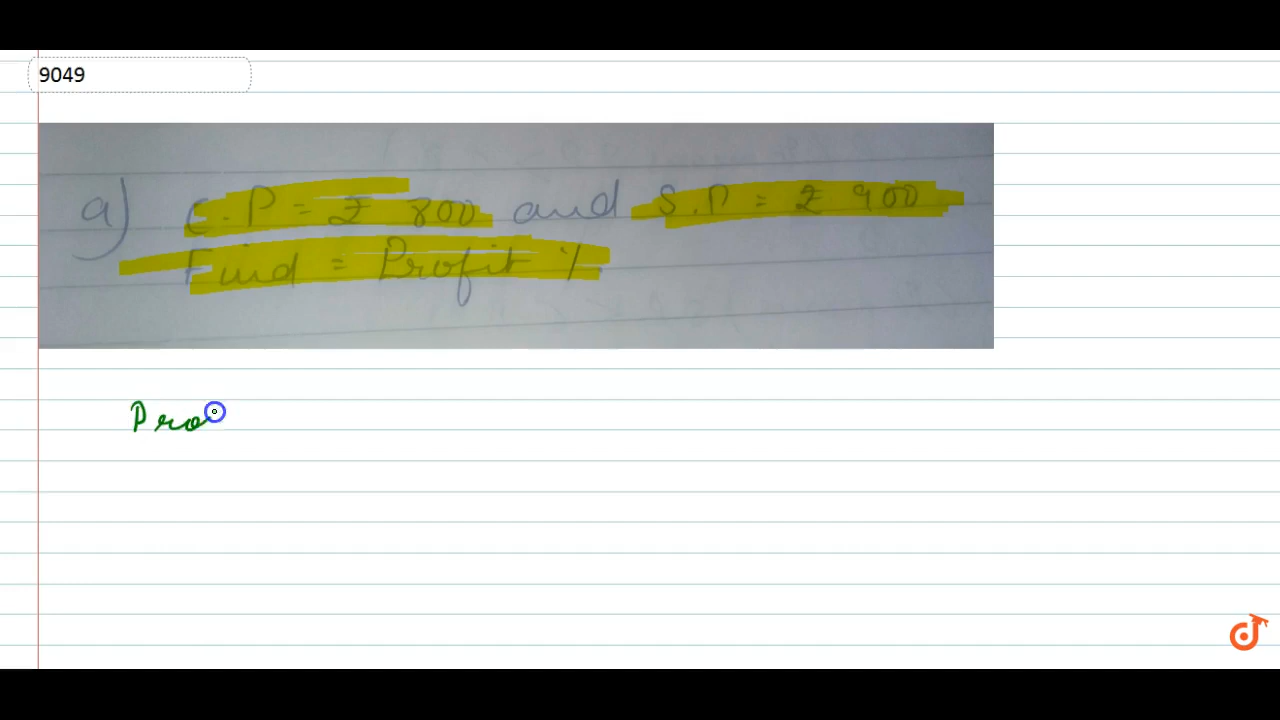 9049
a) C.P = ₹ 800 and S.P = ₹ 900
Find = Profit %
Pro